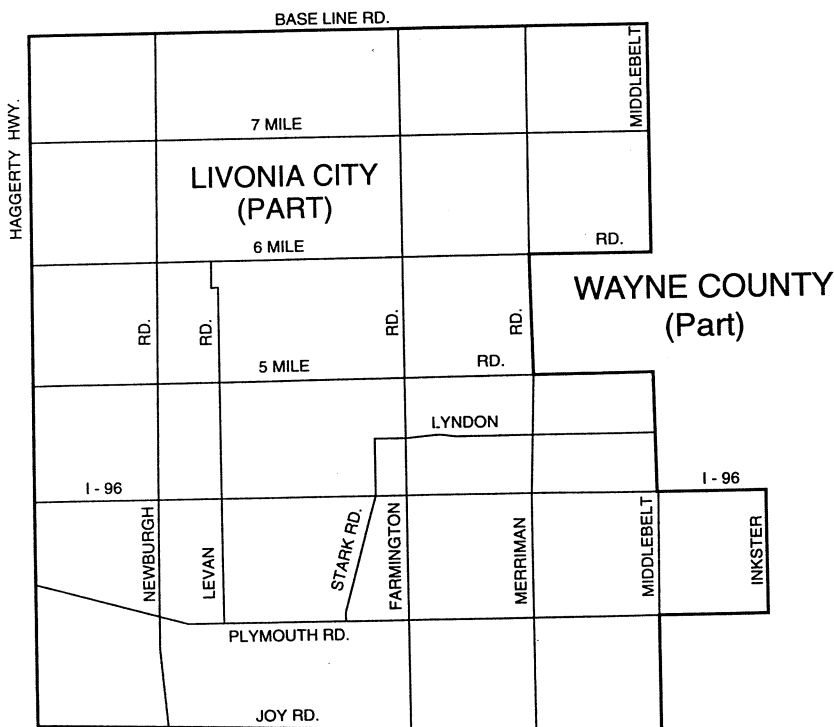 BASE LINE RD.
HAGGERTY HWY.
MIDDLEBELT
7 MILE
LIVONIA CITY
(PART)
6 MILE
RD.
WAYNE COUNTY
(Part)
RD.
RD.
RD.
RD.
5 MILE
RD.
LYNDON
I - 96
I - 96
NEWBURGH
LEVAN
STARK RD.
FARMINGTON
MERRIMAN
MIDDLEBELT
INKSTER
PLYMOUTH RD.
JOY RD.